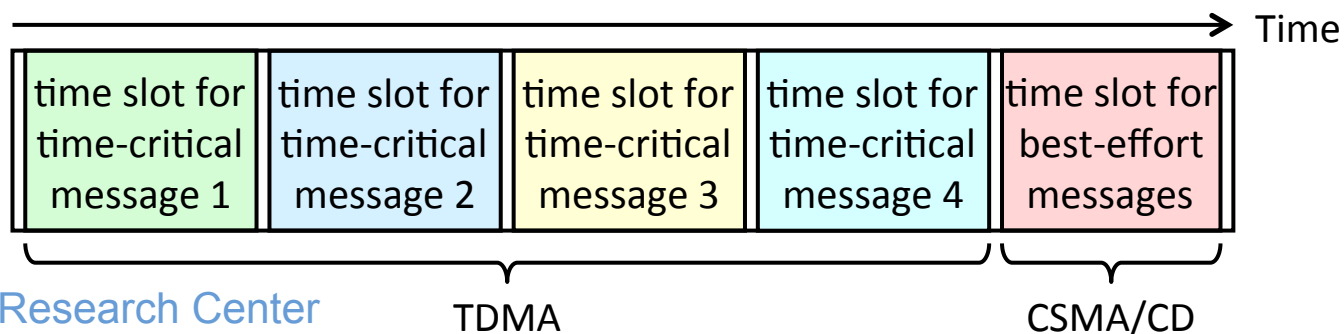 Time
time slot for
time-critical
message 1
time slot for
time-critical
message 2
time slot for
time-critical
message 3
time slot for
time-critical
message 4
time slot for
best-effort
messages
Research Center
TDMA
CSMA/CD